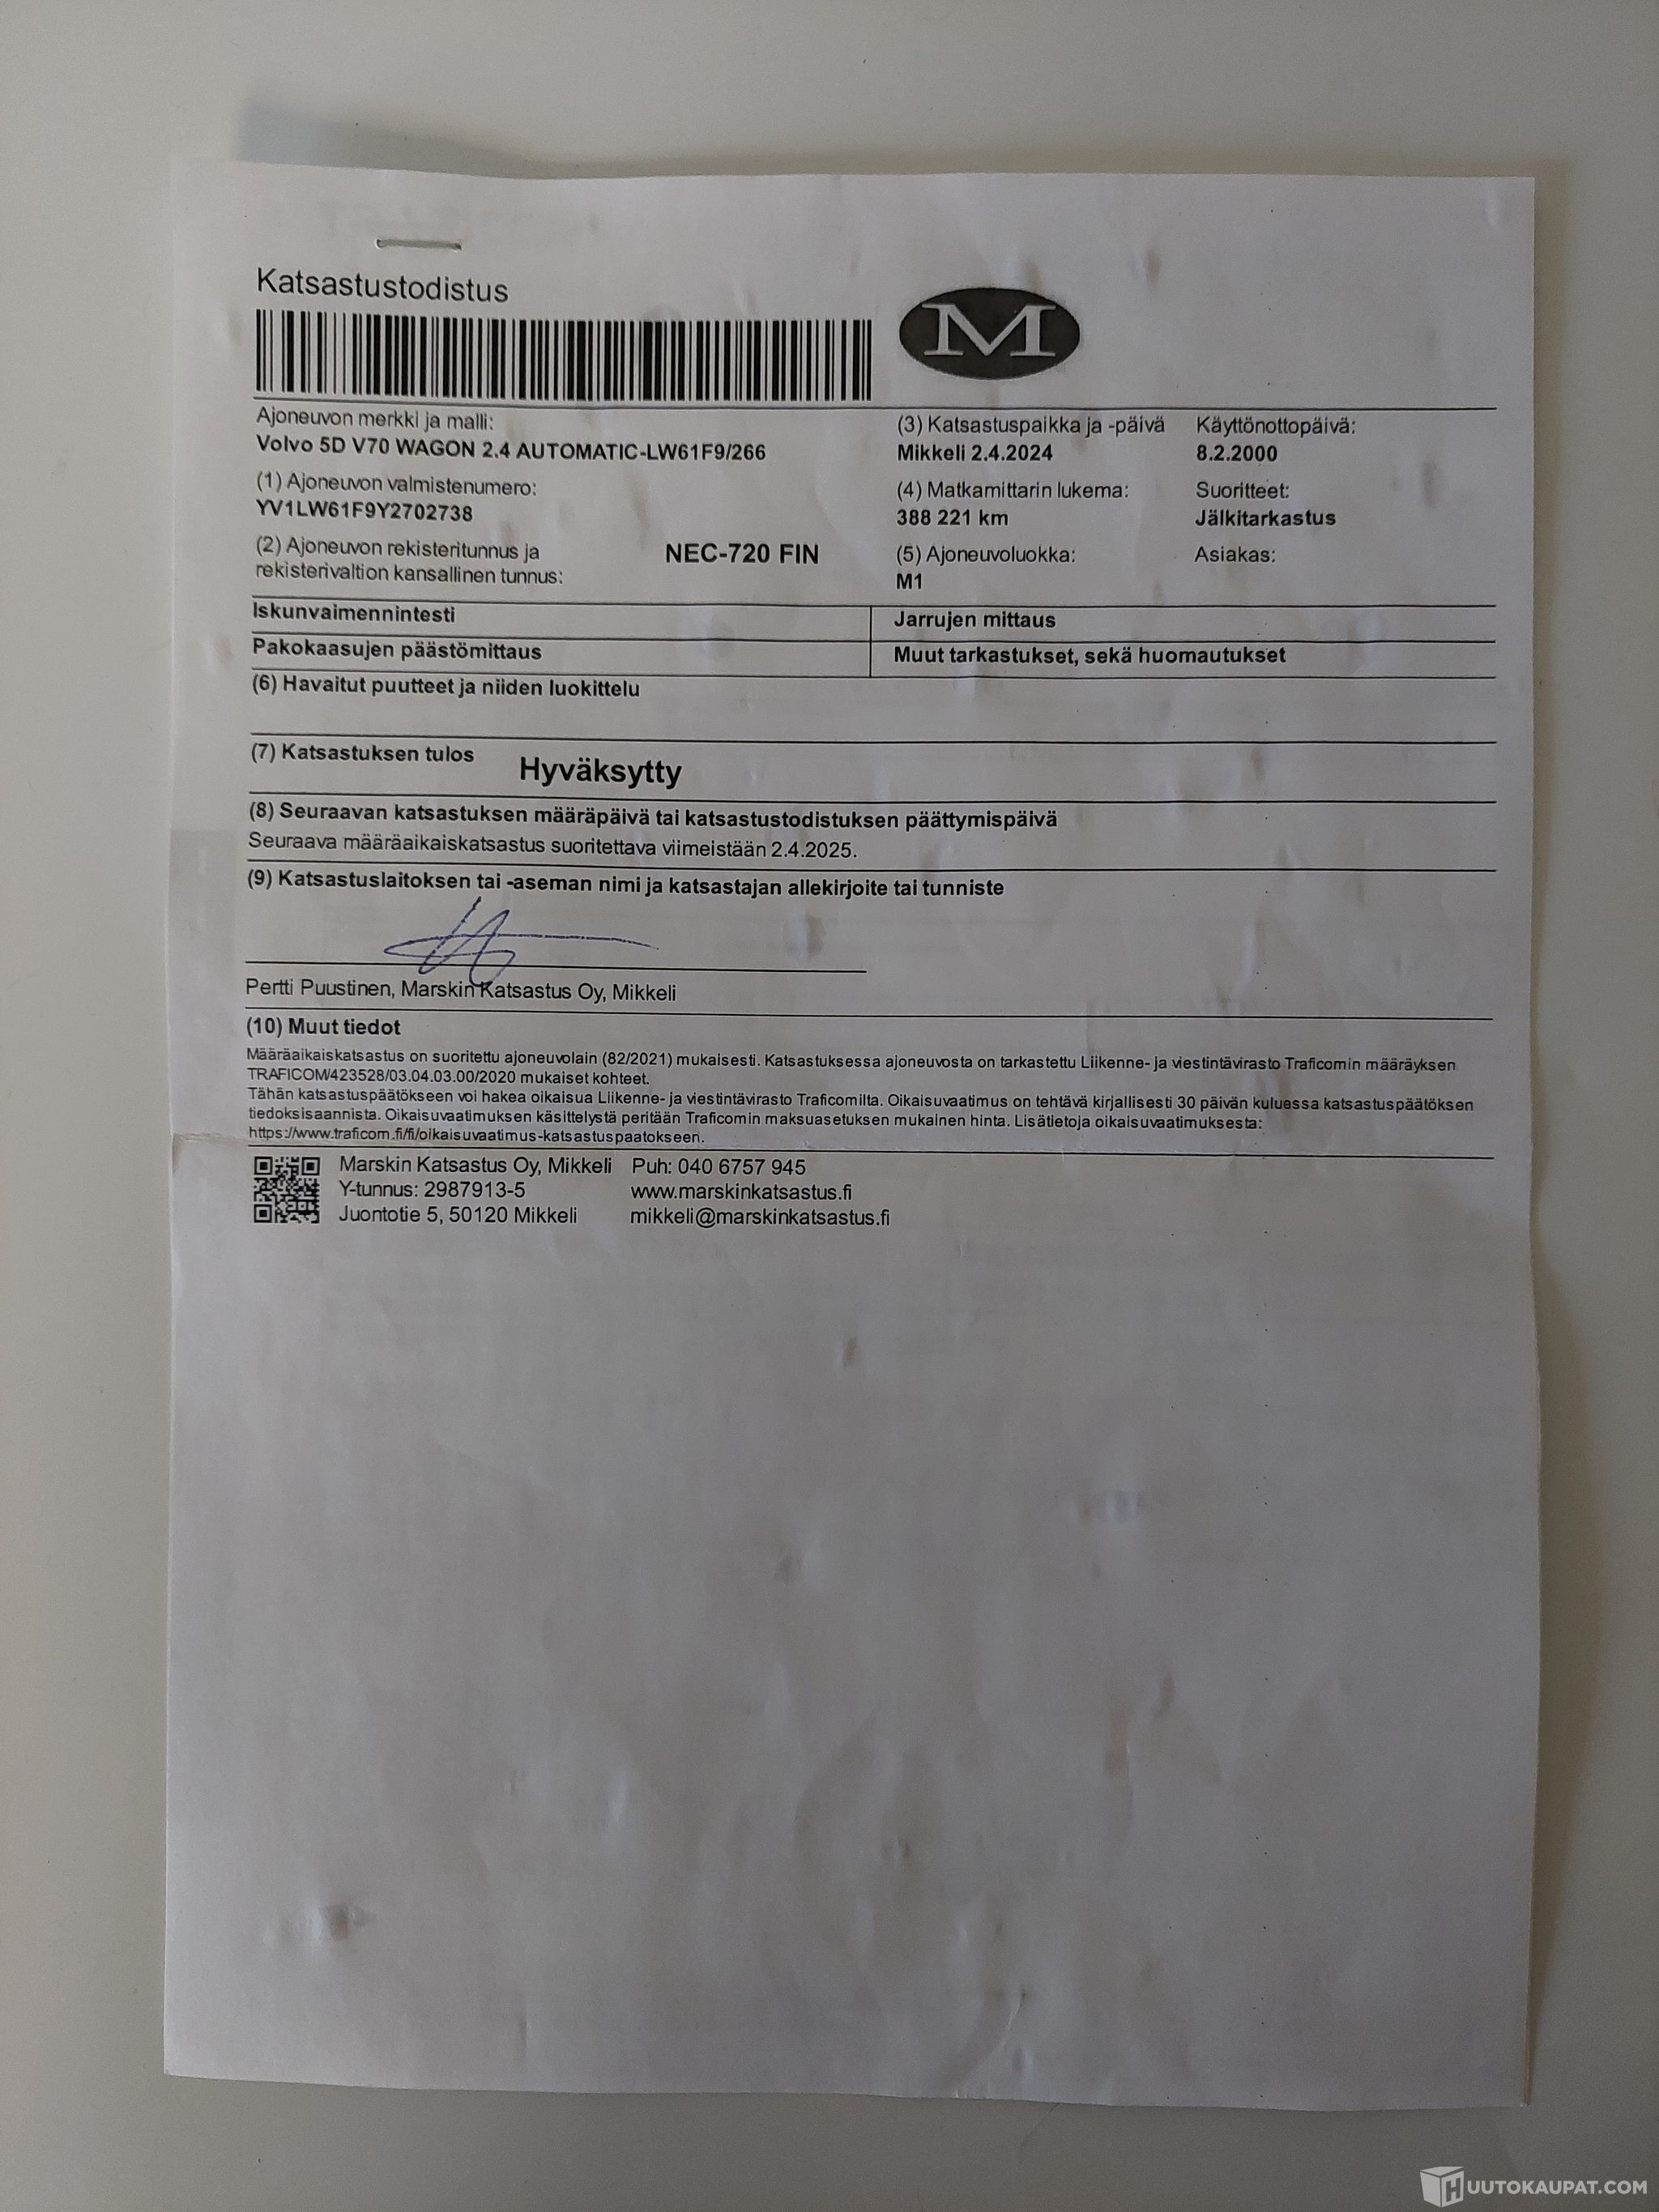 Katsastustodistus
M
Ajoneuvon merkki ja malli:
Volvo 5D V70 WAGON 2.4 AUTOMATIC-LW61F9/266
(1) Ajoneuvon valmistenumero:
YV1LW61F9Y2702738
(2) Ajoneuvon rekisteritunnus ja
rekisterivaltion kansallinen tunnus:
NEC-720 FIN
(3) Katsastuspaikka ja -päivä
Mikkeli 2.4.2024
Käyttöönottopäivä:
8.2.2000
(4) Matkamittarin lukema:
388 221 km
Suoritteet:
Jälkitarkastus
(5) Ajoneuvoluokka:
M1
Asiakas:
Iskunvaimennintesti
Jarrujen mittaus
Pakokaasujen päästömittaus
Muut tarkastukset, sekä huomautukset
(6) Havaitut puutteet ja niiden luokittelu
(7) Katsastuksen tulos
Hyväksytty
(8) Seuraavan katsastuksen määräpäivä tai katsastustodistuksen päättymispäivä
Seuraava määräaikaiskatsastus suoritettava viimeistään 2.4.2025.
(9) Katsastuslaitoksen tai -aseman nimi ja katsastajan allekirjoite tai tunniste
Pertti Puustinen, Marskin Katsastus Oy, Mikkeli
(10) Muut tiedot
Määräaikaiskatsastus on suoritettu ajoneuvolain (82/2021) mukaisesti. Katsastuksessa ajoneuvosta on tarkastettu Liikenne- ja viestintävirasto Traficomin määräyksen
TRAFICOM/423528/03.04.03.00/2020 mukaiset kohteet.
Tähän katsastuspäätökseen voi hakea oikaisua Liikenne- ja viestintävirasto Traficomilta. Oikaisuvaatimus on tehtävä kirjallisesti 30 päivän kuluessa katsastuspäätöksen
tiedoksisaannista. Oikaisuvaatimuksen käsittelystä peritään Traficomin maksuasetuksen mukainen hinta. Lisätietoja oikaisuvaatimuksesta:
https://www.traficom.fi/fi/oikaisuvaatimus-katsastuspaatokseen.
Marskin Katsastus Oy, Mikkeli
Y-tunnus: 2987913-5
Juontotie 5, 50120 Mikkeli
Puh: 040 6757 945
www.marskinkatsastus.fi
mikkeli@marskinkatsastus.fi
HUUTOKAUPAT.COM